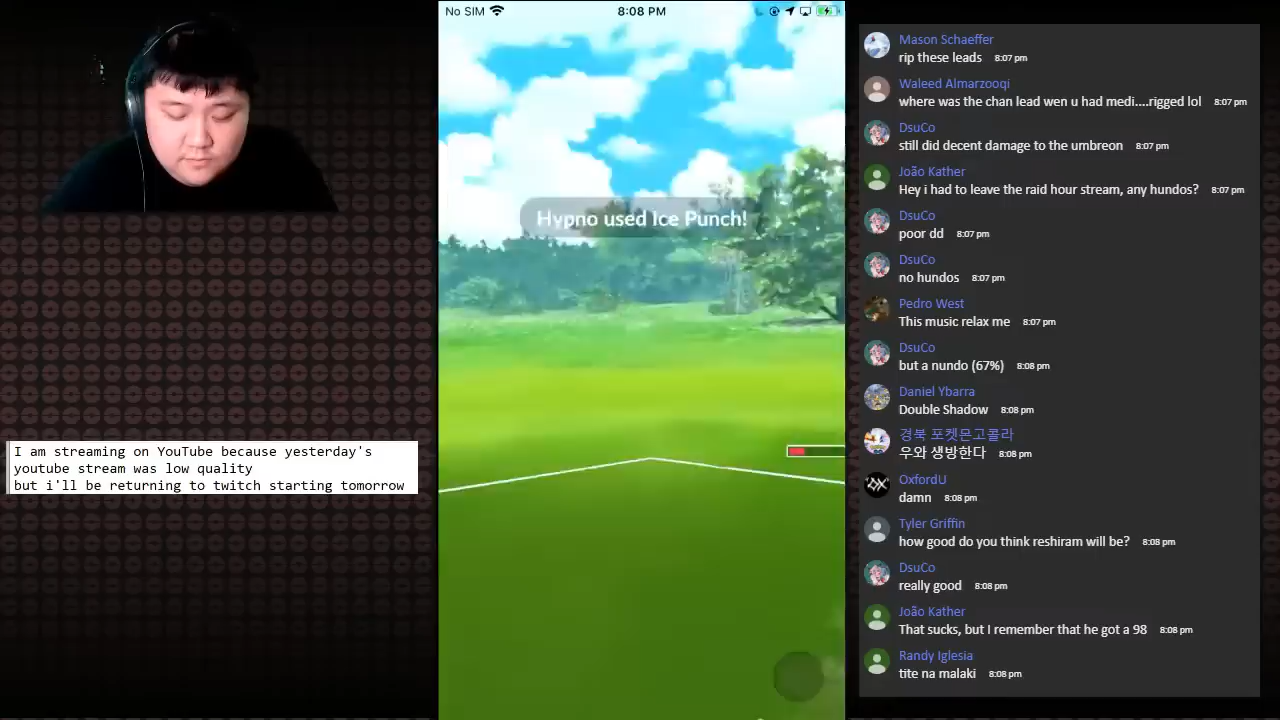 No SIM
8:08 PM
Hypno used Ice Punch!
I am streaming on YouTube because yesterday's
youtube stream was low quality
but i'll be returning to twitch starting tomorrow
Mason Schaeffer
rip these leads 8:07 pm
Waleed Almarzooqi
where was the chan lead wen u had medi....rigged lol 8:07 pm
DsuCo
still did decent damage to the umbreon 8:07 pm
João Kather
Hey i had to leave the raid hour stream, any hundos? 8:07 pm
DsuCo
poor dd 8:07 pm
DsuCo
no hundos 8:07 pm
Pedro West
This music relax me 8:07 pm
DsuCo
but a nundo (67%) 8:08 pm
Daniel Ybarra
Double Shadow 8:08 pm
경북 포켓몬고콜라
우와 생방한다 8:08 pm
OxfordU
damn 8:08 pm
Tyler Griffin
how good do you think reshiram will be? 8:08 pm
DsuCo
really good 8:08 pm
João Kather
That sucks, but I remember that he got a 98 8:08 pm
Randy Iglesia
tite na malaki 8:08 pm